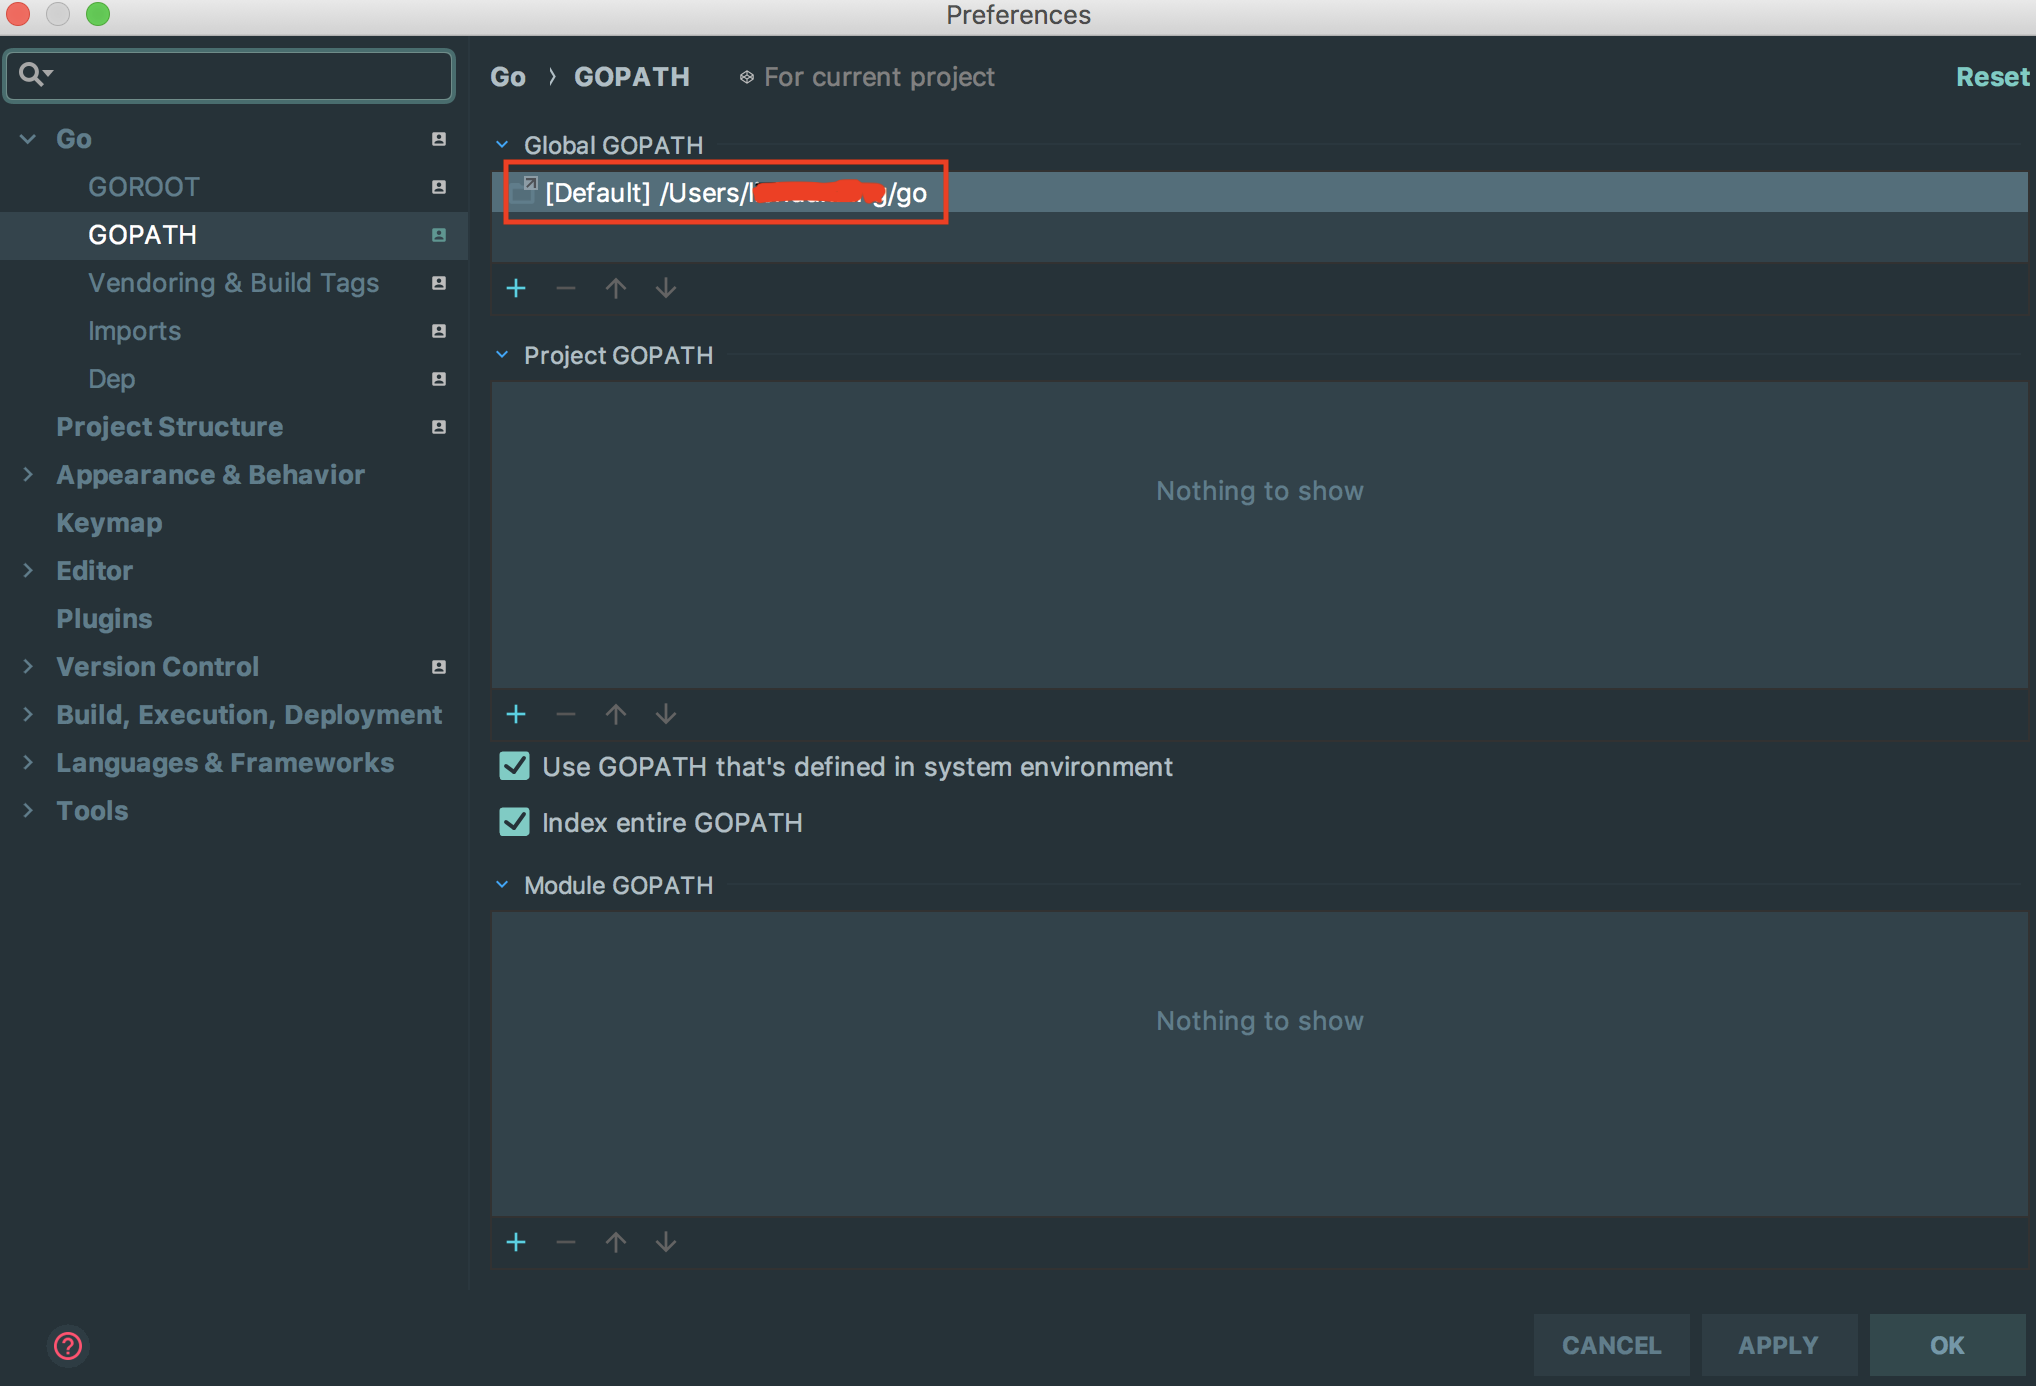 Preferences
Go › GOPATH For current project Reset
Go
GOROOT
GOPATH
Vendoring & Build Tags
Imports
Dep
Project Structure
Appearance & Behavior
Keymap
Editor
Plugins
Version Control
Build, Execution, Deployment
Languages & Frameworks
Tools
Global GOPATH
[Default] /Users/ /go
Project GOPATH
Nothing to show
Use GOPATH that's defined in system environment
Index entire GOPATH
Module GOPATH
Nothing to show
?
CANCEL APPLY OK